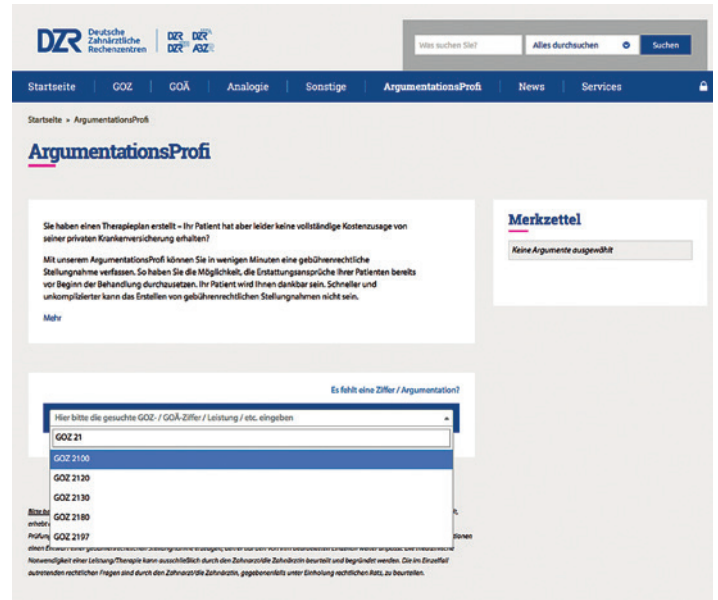 DZR Deutsche
Zahnärztliche
Rechenzentren
DZR DZR
DZR ABZ
Was suchen Sie?
Alles durchsuchen
Suchen
Startseite GOZ GOÄ Analogie Sonstige ArgumentationsProfi News Services
Startseite » ArgumentationsProfi
ArgumentationsProfi
Sie haben einen Therapieplan erstellt – Ihr Patient hat aber leider keine vollständige Kostenzusage von
seiner privaten Krankenversicherung erhalten?
Mit unserem ArgumentationsProfi können Sie in wenigen Minuten eine gebührenrechtliche
Stellungnahme verfassen. So haben Sie die Möglichkeit, die Erstattungsansprüche Ihrer Patienten bereits
vor Beginn der Behandlung durchzusetzen. Ihr Patient wird Ihnen dankbar sein. Schneller und
unkomplizierter kann das Erstellen von gebührenrechtlichen Stellungnahmen nicht sein.
Mehr
Merkzettel
Keine Argumente ausgewählt
Es fehlt eine Ziffer / Argumentation?
Hier bitte die gesuchte GOZ- / GOÄ-Ziffer / Leistung / etc. eingeben
GOZ 21
GOZ 2100
GOZ 2120
GOZ 2130
GOZ 2180
GOZ 2197
Notwendigkeit einer Leistung/Therapie kann ausschließlich durch den Zahnarzt/die Zahnärztin beurteilt und begründet werden. Die im Einzelfall
auftretenden rechtlichen Fragen sind durch den Zahnarzt/die Zahnärztin, gegebenenfalls unter Einholung rechtlichen Rats, zu beurteilen.